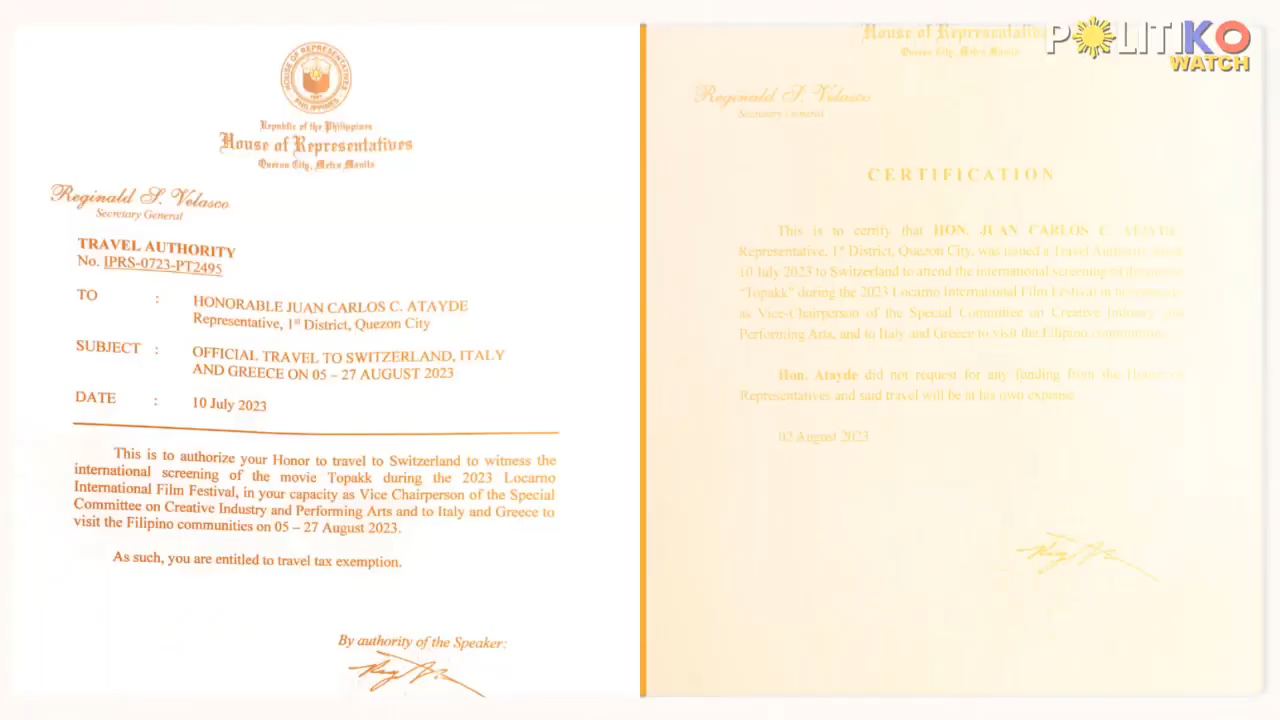 HOUSE OF REPRESENTATIVES
PHILIPPINES
Republic of the Philippines
House of Representatives
Quezon City, Metro Manila
Reginald S. Velasco
Secretary General
TRAVEL AUTHORITY
No. IPRS-0723-PT2495
TO : HONORABLE JUAN CARLOS C. ATAYDE
Representative, 1st District, Quezon City
SUBJECT : OFFICIAL TRAVEL TO SWITZERLAND, ITALY
AND GREECE ON 05 – 27 AUGUST 2023
DATE : 10 July 2023
This is to authorize your Honor to travel to Switzerland to witness the
international screening of the movie Topakk during the 2023 Locarno
International Film Festival, in your capacity as Vice Chairperson of the Special
Committee on Creative Industry and Performing Arts and to Italy and Greece to
visit the Filipino communities on 05 – 27 August 2023.
As such, you are entitled to travel tax exemption.
By authority of the Speaker:
House of Representatives
Quezon City, Metro Manila
POLITIKO
WATCH
Reginald S. Velasco
Secretary General
CERTIFICATION
This is to certify that HON. JUAN CARLOS C. ATAYDE,
Representative, 1st District, Quezon City, was issued a Travel Authority
10 July 2023 to Switzerland to attend the international screening of
"Topakk" during the 2023 Locarno International Film Festival in
as Vice-Chairperson of the Special Committee on Creative Industry and
Performing Arts, and to Italy and Greece to visit the Filipino communities.
Hon. Atayde did not request for any funding from the House of
Representatives and said travel will be at his own expense.
02 August 2023